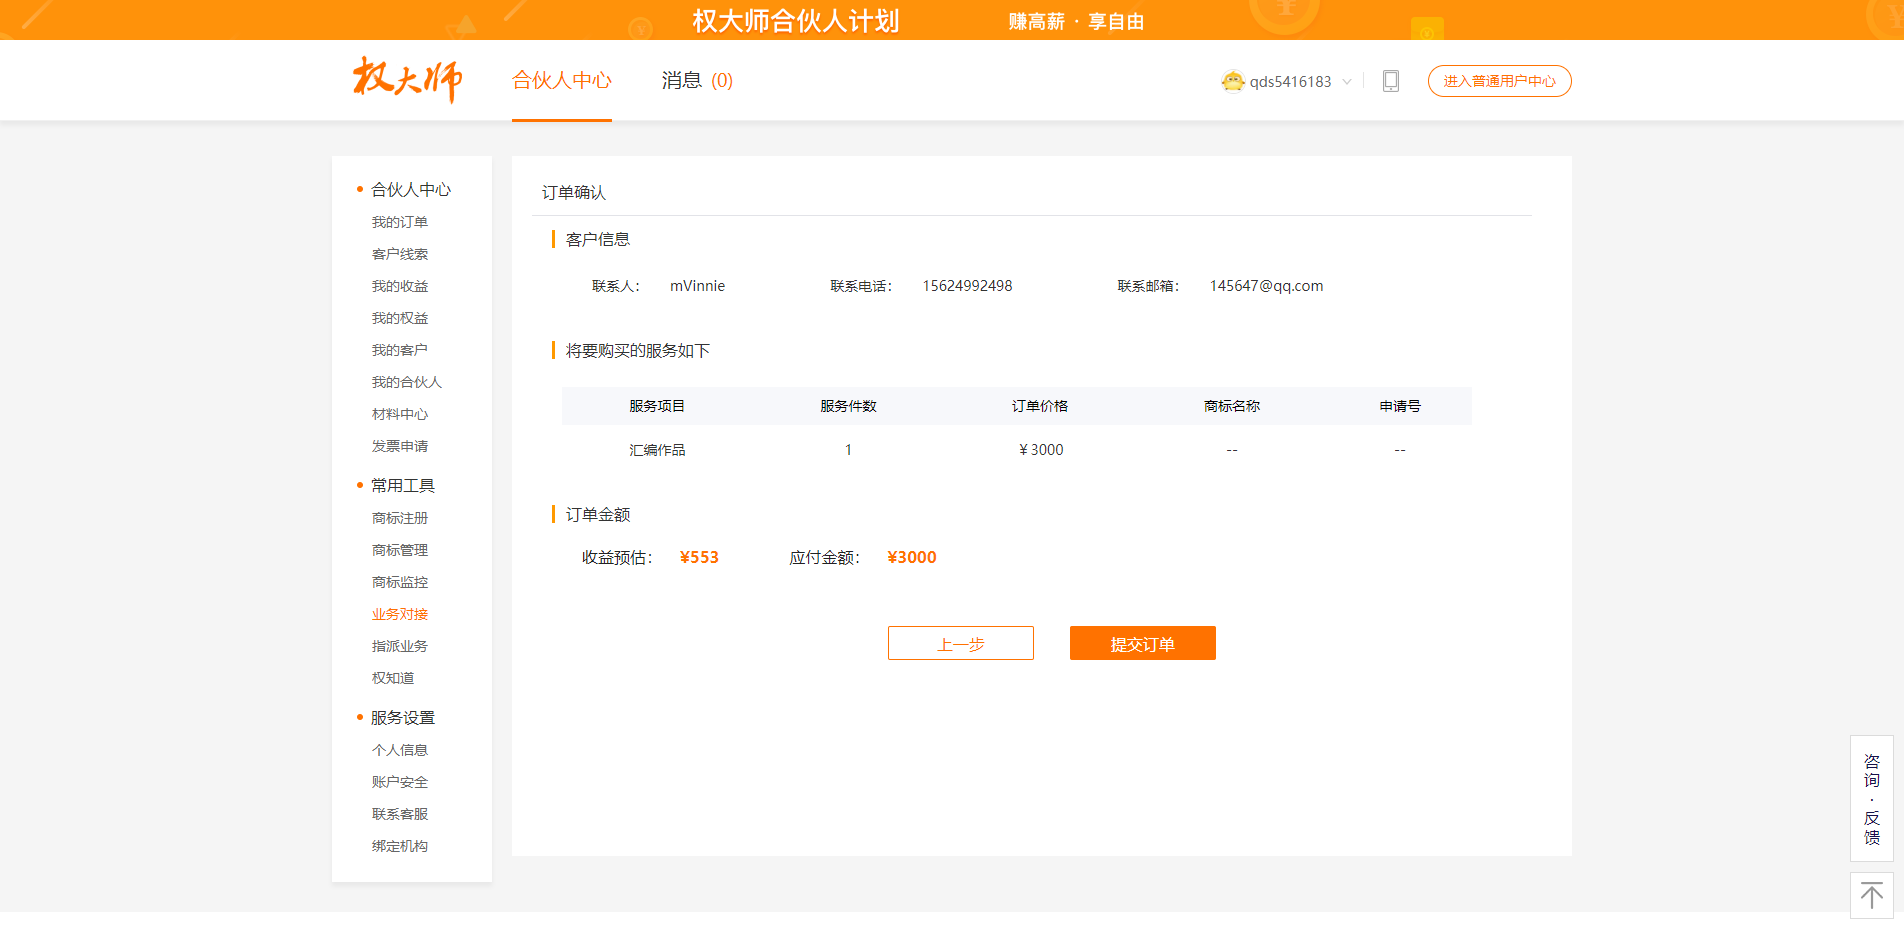 权大师合伙人计划 赚高薪 · 享自由
权大师 合伙人中心 消息 (0) qds5416183 进入普通用户中心
合伙人中心
我的订单
客户线索
我的收益
我的权益
我的客户
我的合伙人
材料中心
发票申请
常用工具
商标注册
商标管理
商标监控
业务对接
指派业务
权知道
服务设置
个人信息
账户安全
联系客服
绑定机构
订单确认
客户信息
联系人: mVinnie 联系电话: 15624992498 联系邮箱: 145647@qq.com
将要购买的服务如下
服务项目 服务件数 订单价格 商标名称 申请号
汇编作品 1 ¥ 3000 -- --
订单金额
收益预估: ¥553 应付金额: ¥3000
上一步 提交订单
咨询·反馈